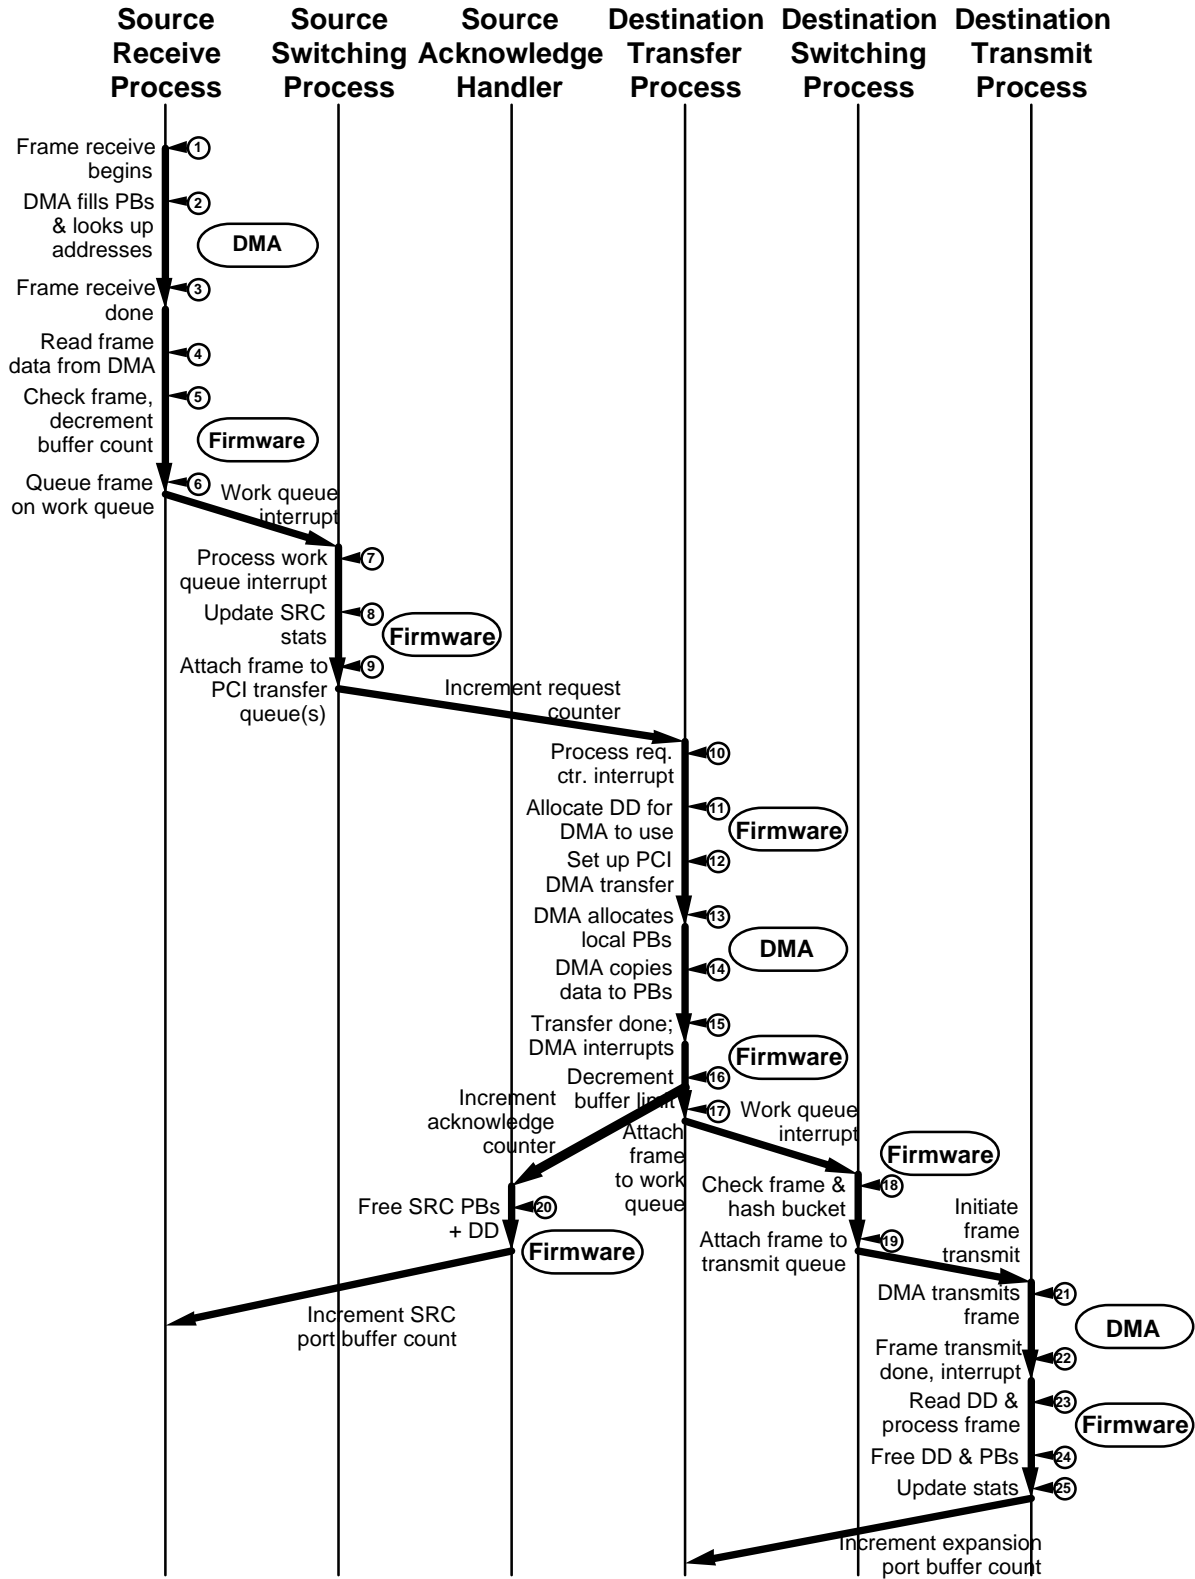 Source
Receive
Process
Source
Switching
Process
Source
Acknowledge
Handler
Destination
Transfer
Process
Destination
Switching
Process
Destination
Transmit
Process
Frame receive
begins
1
DMA fills PBs
& looks up
addresses
2
DMA
Frame receive
done
3
Read frame
data from DMA
4
Check frame,
decrement
buffer count
5
Firmware
Queue frame
on work queue
6
Work queue
interrupt
Process work
queue interrupt
7
Update SRC
stats
8
Firmware
Attach frame to
PCI transfer
queue(s)
9
Increment request
counter
Process req.
ctr. interrupt
10
Allocate DD for
DMA to use
11
Firmware
Set up PCI
DMA transfer
12
DMA allocates
local PBs
13
DMA
DMA copies
data to PBs
14
Transfer done;
DMA interrupts
15
Firmware
Decrement
buffer limit
16
Increment
acknowledge
counter
17
Attach
frame
to work
queue
Work queue
interrupt
Firmware
Check frame &
hash bucket
18
Attach frame to
transmit queue
19
Initiate
frame
transmit
Free SRC PBs
+ DD
20
Firmware
Increment SRC
port buffer count
DMA transmits
frame
21
DMA
Frame transmit
done, interrupt
22
Read DD &
process frame
23
Firmware
Free DD & PBs
24
Update stats
25
Increment expansion
port buffer count